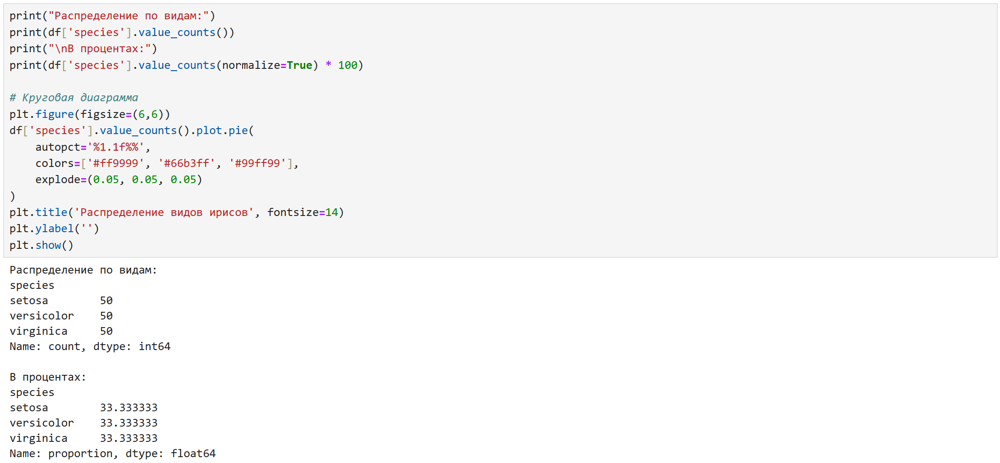 print("Распределение по видам:")
print(df['species'].value_counts())
print("\nВ процентах:")
print(df['species'].value_counts(normalize=True) * 100)

# Круговая диаграмма
plt.figure(figsize=(6,6))
df['species'].value_counts().plot.pie(
    autopct='%1.1f%%',
    colors=['#ff9999', '#66b3ff', '#99ff99'],
    explode=(0.05, 0.05, 0.05)
)
plt.title('Распределение видов ирисов', fontsize=14)
plt.ylabel('')
plt.show()
Распределение по видам:
species
setosa        50
versicolor    50
virginica     50
Name: count, dtype: int64

В процентах:
species
setosa        33.333333
versicolor    33.333333
virginica     33.333333
Name: proportion, dtype: float64